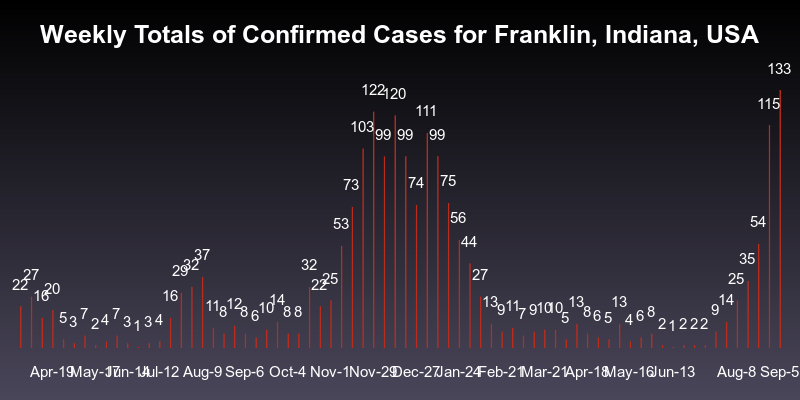 Weekly Totals of Confirmed Cases for Franklin, Indiana, USA
22 27 16 20 5 3 7 2 4 7 3 1 3 4 16 29 32 37 11 8 12 8 6 10 14 8 8 32 22 25 53 73 103 122 99 120 99 74 111 99 75 56 44 27 13 9 11 7 9 10 10 5 13 8 6 5 13 4 6 8 2 1 2 2 2 9 14 25 35 54 115 133
Apr-19 May-17 Jun-14 Jul-12 Aug-9 Sep-6 Oct-4 Nov-1 Nov-29 Dec-27 Jan-24 Feb-21 Mar-21 Apr-18 May-16 Jun-13 Aug-8 Sep-5